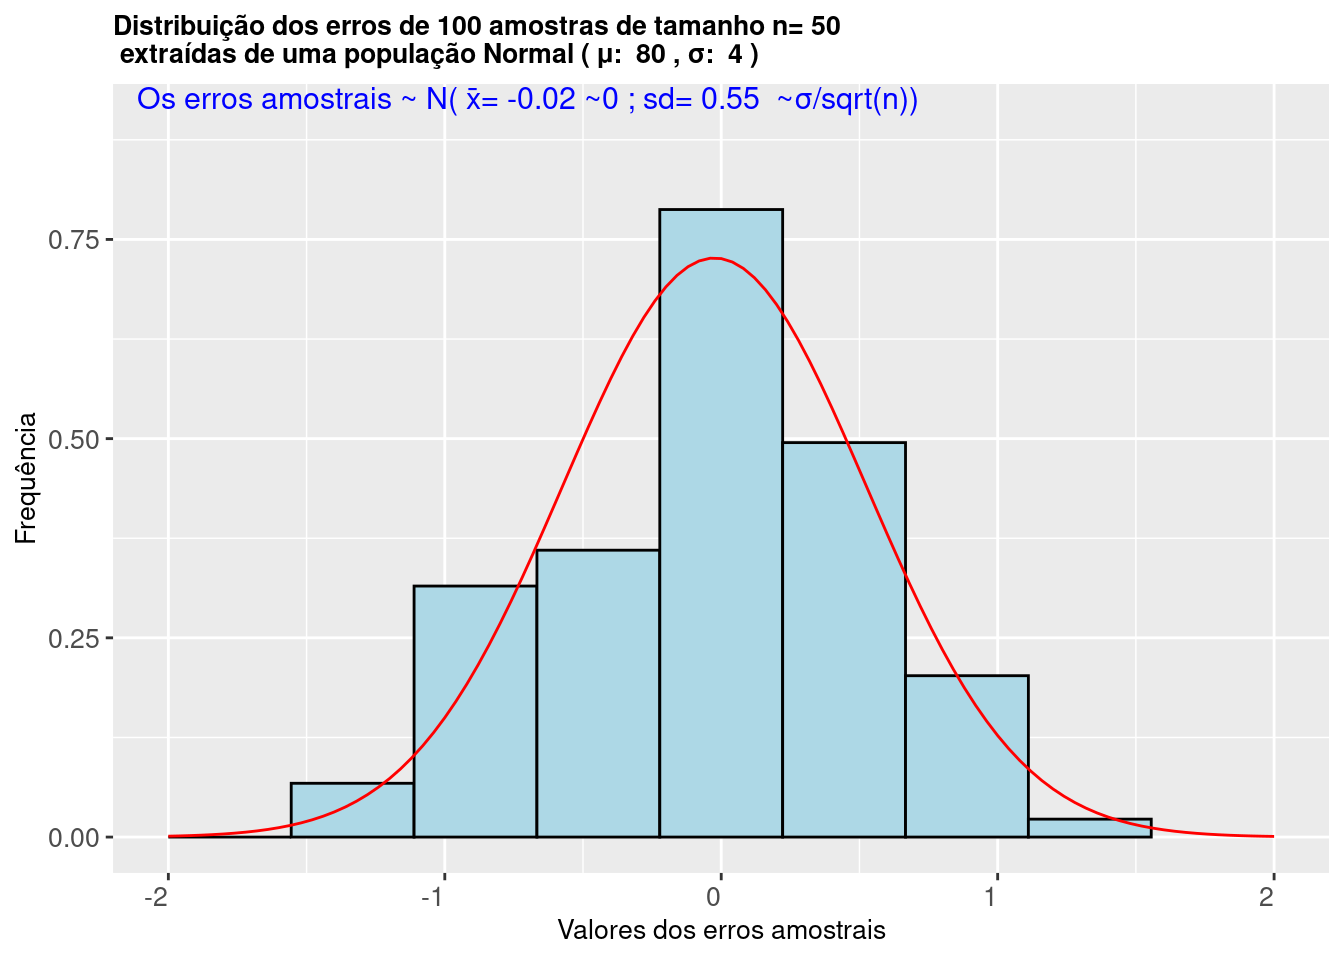 Distribuição dos erros de 100 amostras de tamanho n= 50
extraídas de uma população Normal ( μ:  80 , σ:  4 )
Os erros amostrais ~ N( x̄= -0.02 ~0 ; sd= 0.55  ~σ/sqrt(n))
Frequência
0.75
0.50
0.25
0.00
-2
-1
0
1
2
Valores dos erros amostrais